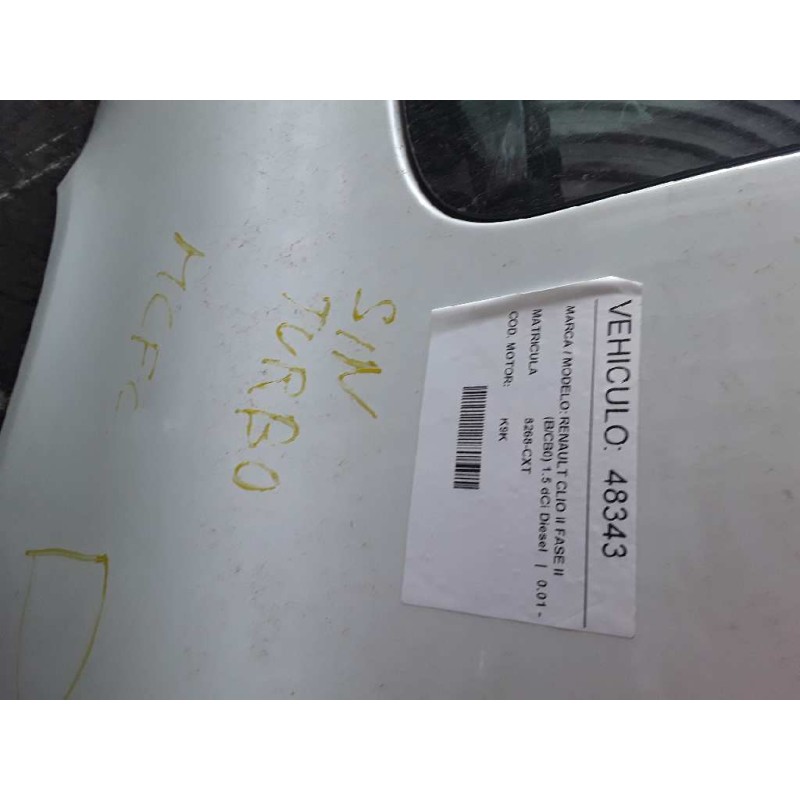 VEHICULO: 48343
MARCA / MODELO: RENAULT CLIO II FASE II
(B/CB0) 1.5 dCi Diesel | 0.01 -
MATRICULA 8268-CXT
COD. MOTOR: K9K
SIN
TURBO